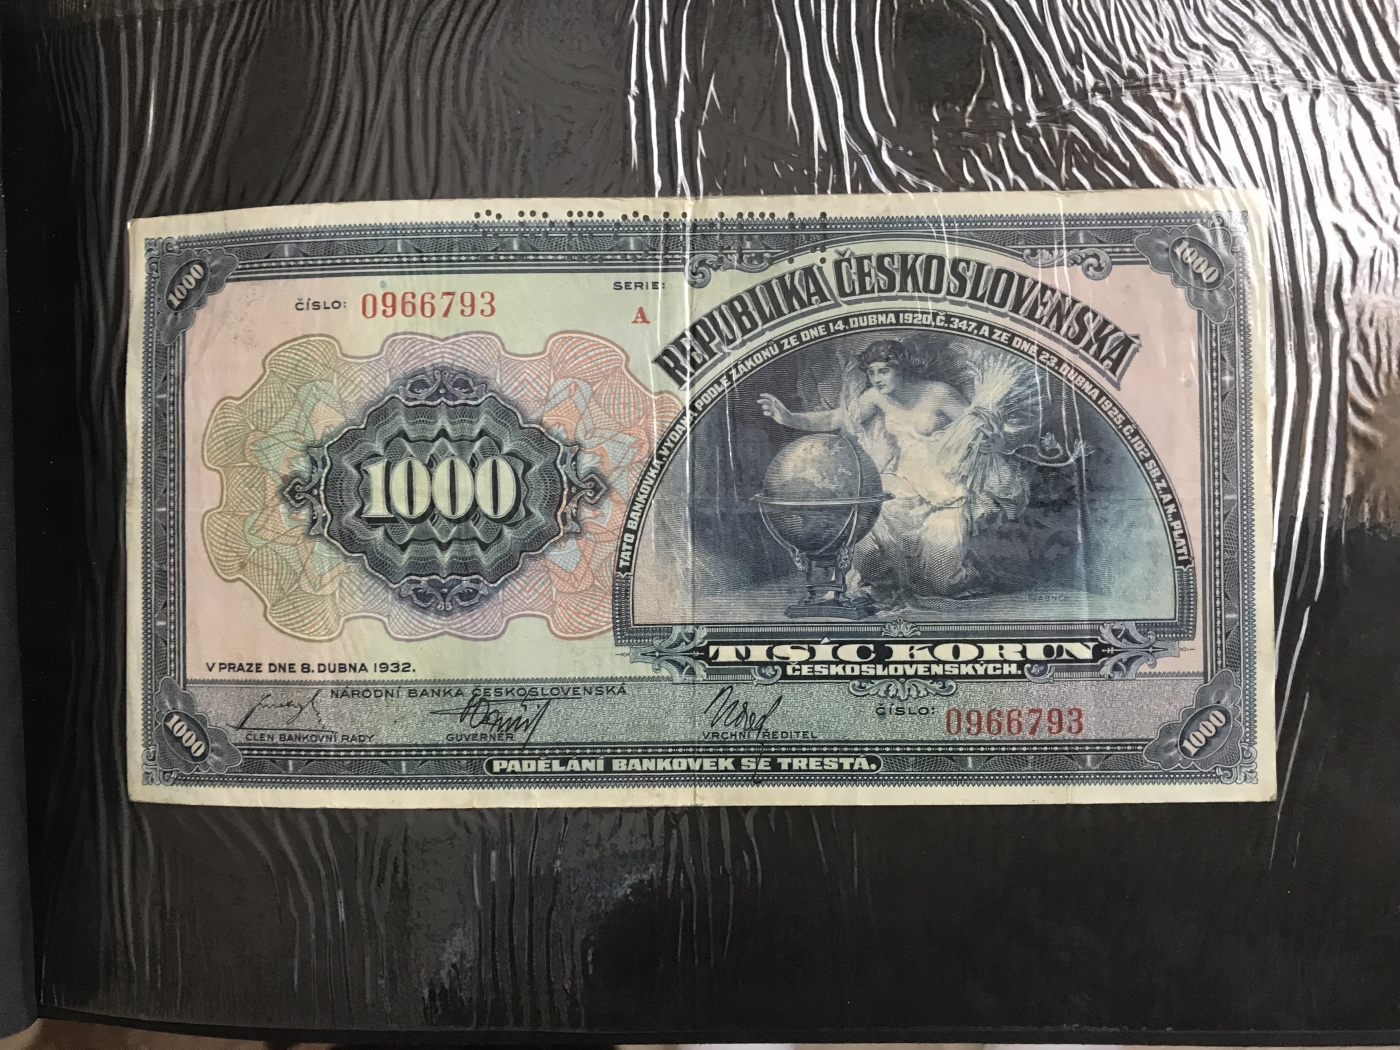 1000
1000
ČÍSLO: 0966793
SERIE:
A
REPUBLIKA ČESKOSLOVENSKÁ
TATO BANKOVKA, VYDANÁ PODLE ZÁKONŮ ZE DNE 14. DUBNA 1920, Č. 347. A ZE DNE 23. DUBNA 1925, Č. 102 SB. Z. A N., PLATÍ
1000
©ABNCO
TISÍC KORUN
ČESKOSLOVENSKÝCH.
V PRAZE DNE 8. DUBNA 1932.
NÁRODNÍ BANKA ČESKOSLOVENSKÁ
ČLEN BANKOVNÍ RADY
GUVERNÉR
VRCHNÍ ŘEDITEL
ČÍSLO: 0966793
1000
1000
PADĚLÁNÍ BANKOVEK SE TRESTÁ.